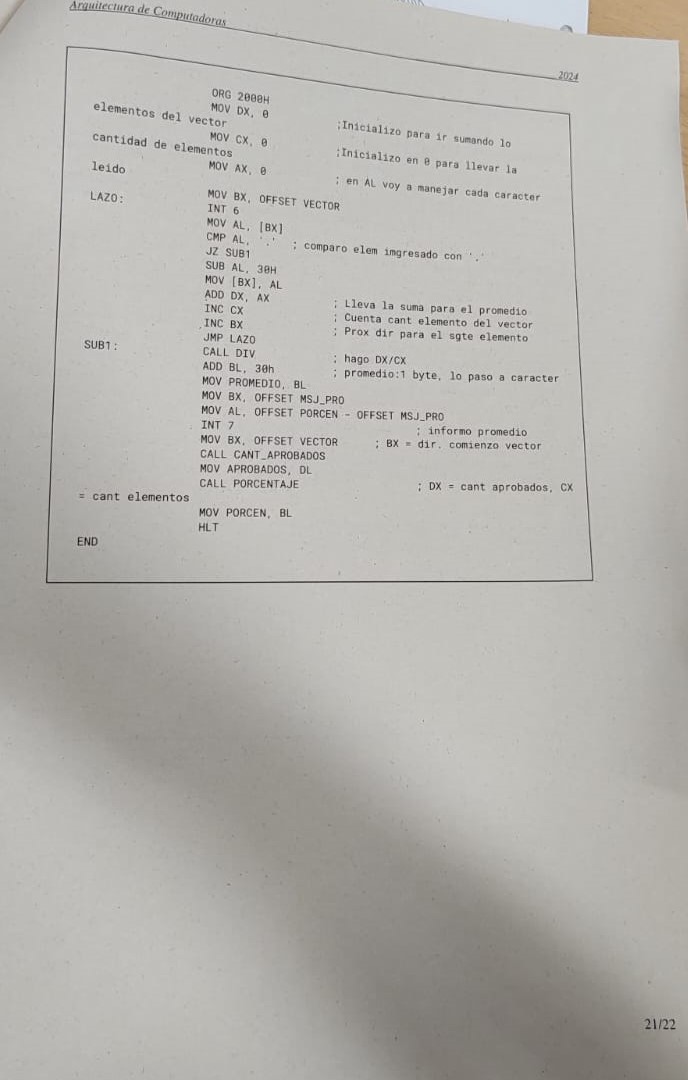 Arquitectura de Computadoras
2024
ORG 2000H
MOV DX, 0 ;Inicializo para ir sumando lo
elementos del vector
MOV CX, 0 ;Inicializo en 0 para llevar la
cantidad de elementos
MOV AX, 0 ; en AL voy a manejar cada caracter
leido
MOV BX, OFFSET VECTOR
LAZO: INT 6
MOV AL, [BX]
CMP AL, '.' ; comparo elem imgresado con '.'
JZ SUB1
SUB AL, 30H
MOV [BX], AL
ADD DX, AX ; Lleva la suma para el promedio
INC CX ; Cuenta cant elemento del vector
INC BX ; Prox dir para el sgte elemento
JMP LAZO
SUB1: CALL DIV ; hago DX/CX
ADD BL, 30h ; promedio:1 byte, lo paso a caracter
MOV PROMEDIO, BL
MOV BX, OFFSET MSJ_PRO
MOV AL, OFFSET PORCEN - OFFSET MSJ_PRO
INT 7 ; informo promedio
MOV BX, OFFSET VECTOR ; BX = dir. comienzo vector
CALL CANT_APROBADOS
MOV APROBADOS, DL
CALL PORCENTAJE ; DX = cant aprobados, CX
= cant elementos
MOV PORCEN, BL
HLT
END
21/22